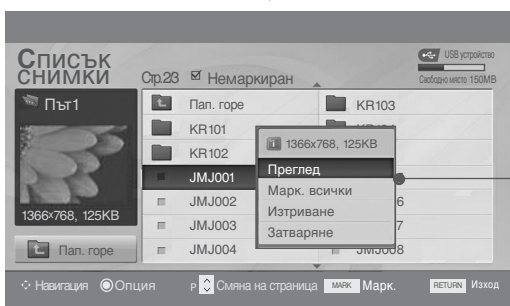 Списък
СНИМКИ
Стр.2/3 Немаркиран
USB устройство
Свободно място 150MB
Път1
1366x768, 125KB
Пап. горе
Пап. горе
KR101
KR102
JMJ001
JMJ002
JMJ003
JMJ004
KR103
JMJ008
1366x768, 125KB
Преглед
Марк. всички
Изтриване
Затваряне
Навигация Опция P Смяна на страница MARK Марк. RETURN Изход